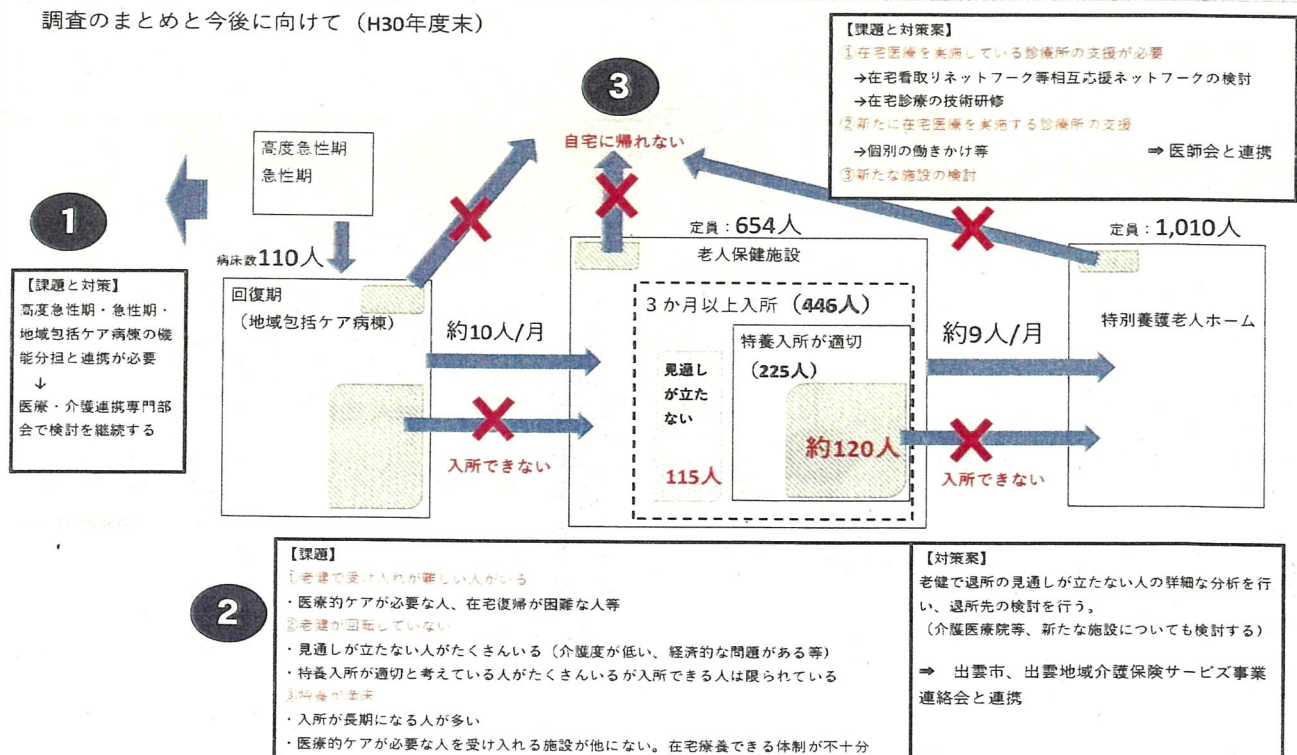 調査のまとめと今後に向けて（H30年度末）
【課題と対策案】
①在宅医療を実施している診療所の支援が必要
→在宅看取りネットワーク等相互応援ネットワークの検討
→在宅診療の技術研修
②新たに在宅医療を実施する診療所の支援
→個別の働きかけ等　⇒ 医師会と連携
③新たな施設の検討
3
自宅に帰れない
高度急性期
急性期
1
【課題と対策】
高度急性期・急性期・
地域包括ケア病棟の機
能分担と連携が必要
↓
医療・介護連携専門部
会で検討を継続する
病床数110人
回復期
（地域包括ケア病棟）
約10人/月
入所できない
定員：654人
老人保健施設
3か月以上入所（446人）
見通し
が立た
ない
115人
特養入所が適切
（225人）
約120人
約9人/月
入所できない
定員：1,010人
特別養護老人ホーム
2
【課題】
①老健で受け入れが難しい人がいる
・医療的ケアが必要な人、在宅復帰が困難な人等
②老健が回転していない
・見通しが立たない人がたくさんいる（介護度が低い、経済的な問題がある等）
・特養入所が適切と考えている人がたくさんいるが入所できる人は限られている
③特養が満床
・入所が長期になる人が多い
・医療的ケアが必要な人を受け入れる施設が他にない。在宅療養できる体制が不十分
【対策案】
老健で退所の見通しが立たない人の詳細な分析を行
い、退所先の検討を行う。
（介護医療院等、新たな施設についても検討する）
⇒ 出雲市、出雲地域介護保険サービス事業
連絡会と連携